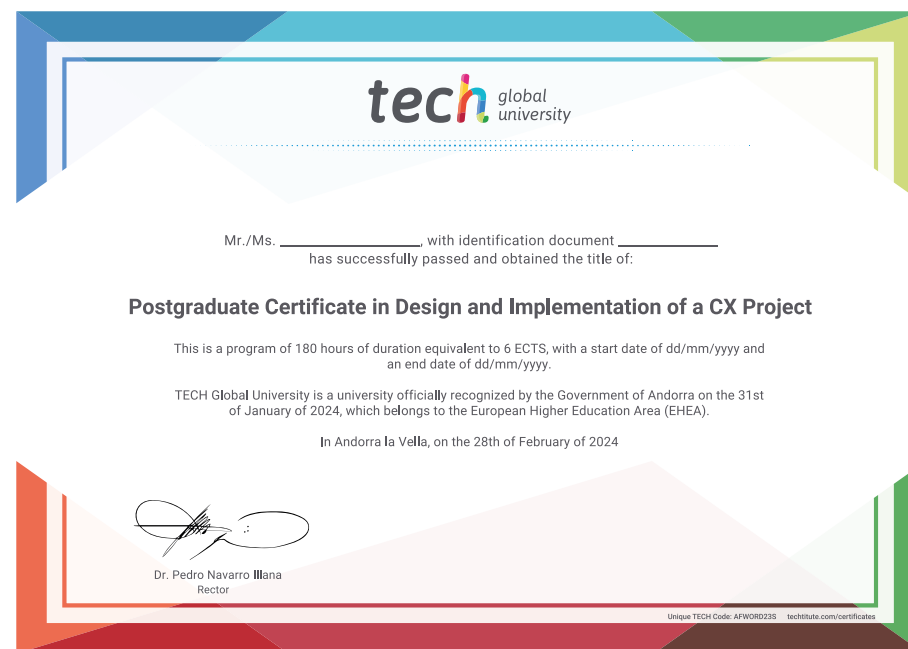 tech global
university
Mr./Ms. ____________________, with identification document ______________
has successfully passed and obtained the title of:
Postgraduate Certificate in Design and Implementation of a CX Project
This is a program of 180 hours of duration equivalent to 6 ECTS, with a start date of dd/mm/yyyy and
an end date of dd/mm/yyyy.
TECH Global University is a university officially recognized by the Government of Andorra on the 31st
of January of 2024, which belongs to the European Higher Education Area (EHEA).
In Andorra la Vella, on the 28th of February of 2024
Dr. Pedro Navarro Illana
Rector
Unique TECH Code: AFWORD23S techtitute.com/certificates